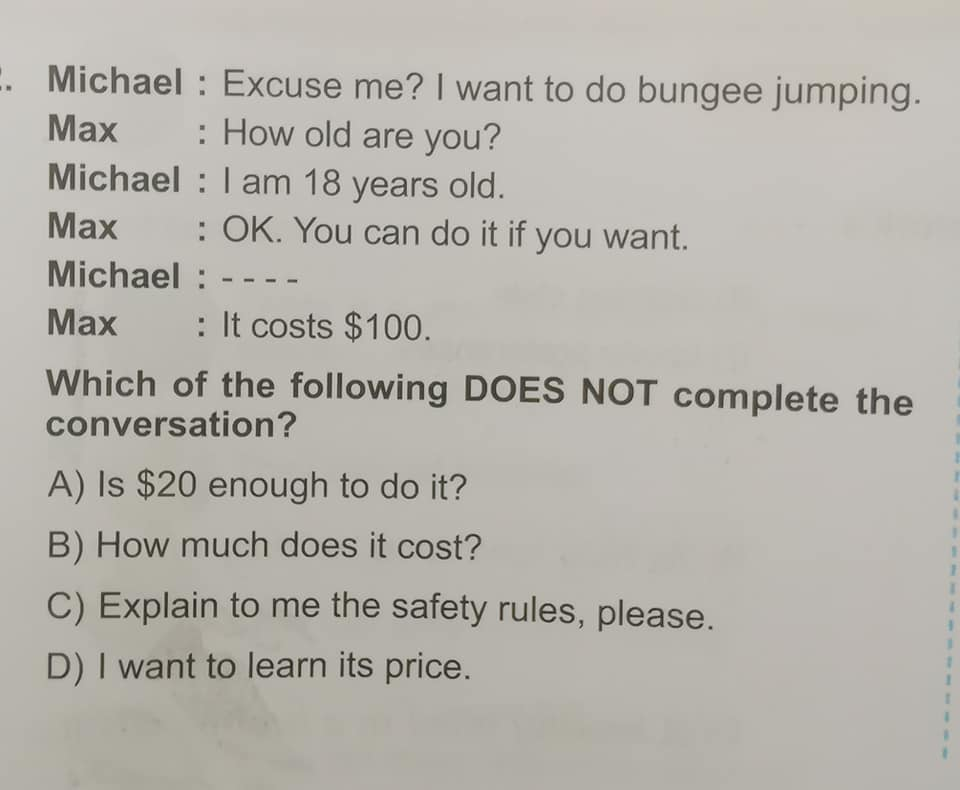 . Michael : Excuse me? I want to do bungee jumping.
Max : How old are you?
Michael : I am 18 years old.
Max : OK. You can do it if you want.
Michael : - - - -
Max : It costs $100.
Which of the following DOES NOT complete the
conversation?
A) Is $20 enough to do it?
B) How much does it cost?
C) Explain to me the safety rules, please.
D) I want to learn its price.